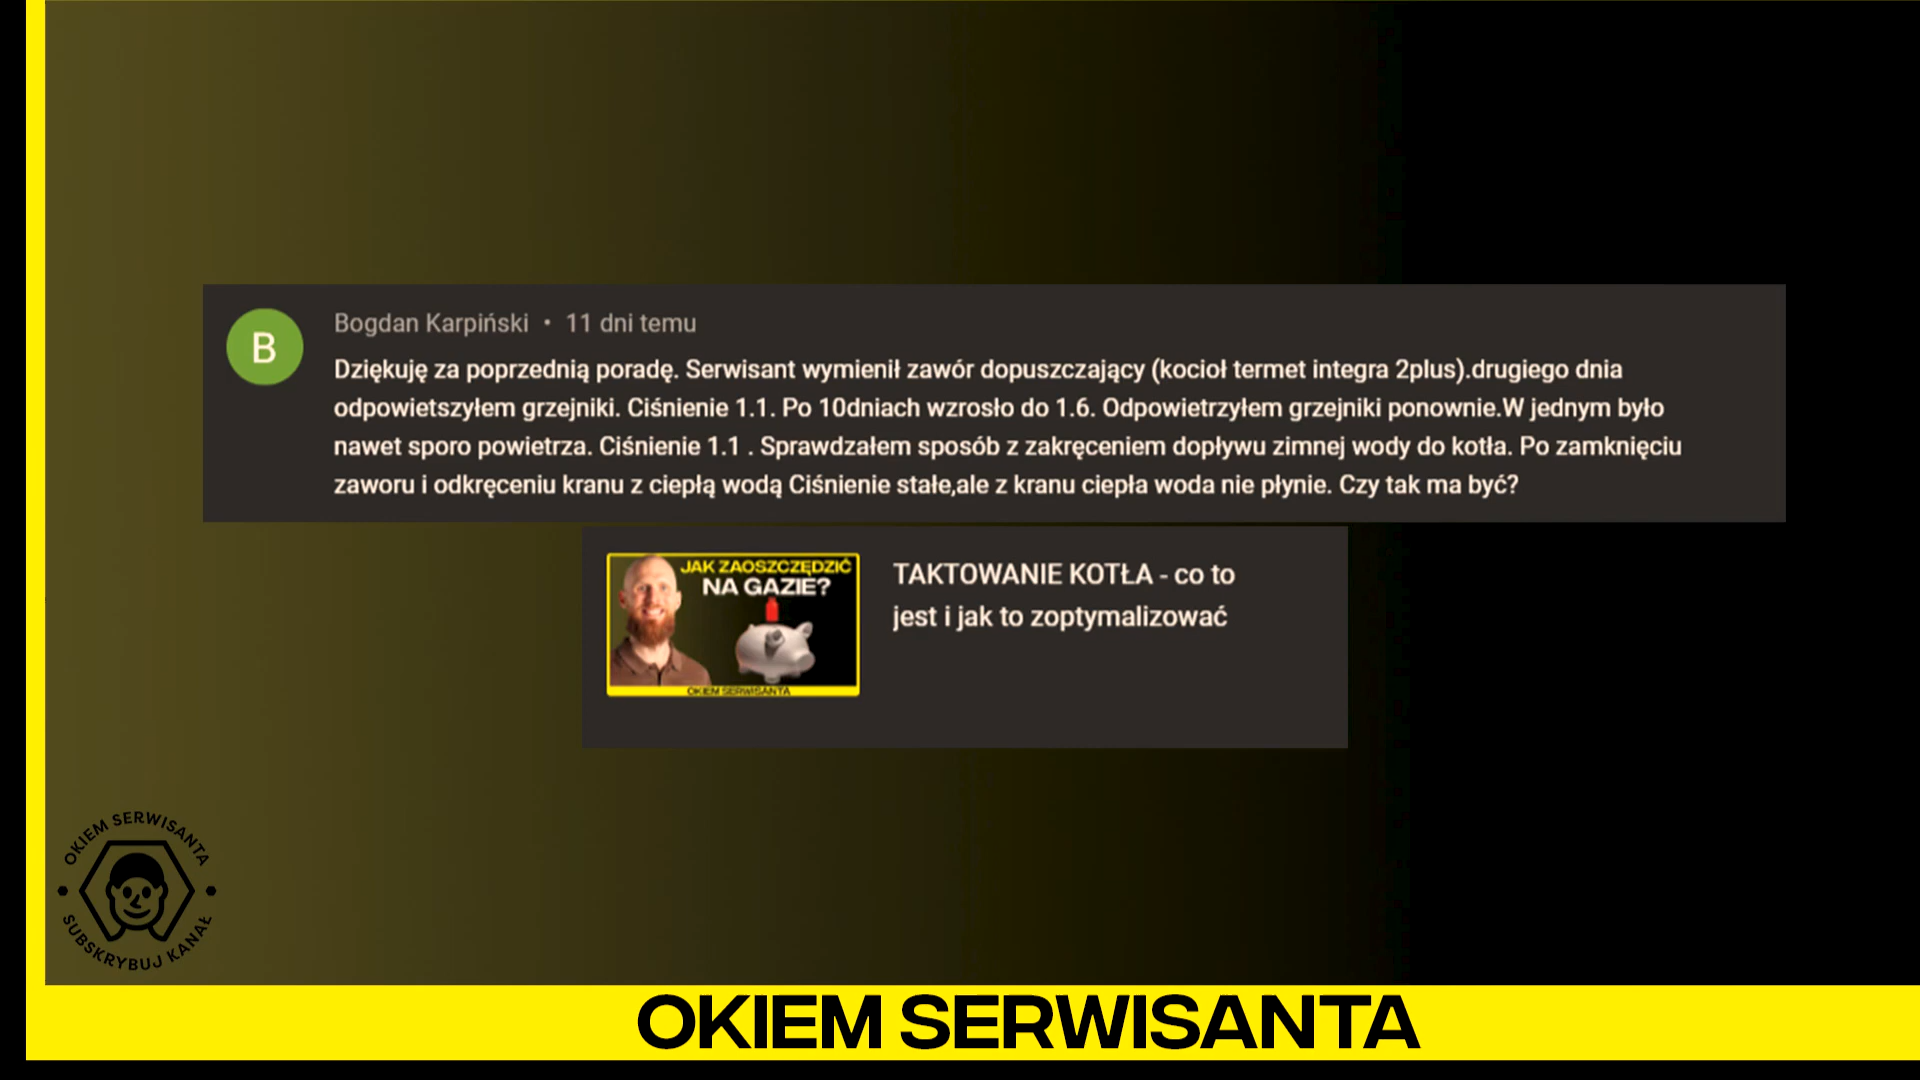 B
Bogdan Karpiński • 11 dni temu
Dziękuję za poprzednią poradę. Serwisant wymienił zawór dopuszczający (kocioł termet integra 2plus).drugiego dnia
odpowietszyłem grzejniki. Ciśnienie 1.1. Po 10dniach wzrosło do 1.6. Odpowietrzyłem grzejniki ponownie.W jednym było
nawet sporo powietrza. Ciśnienie 1.1 . Sprawdzałem sposób z zakręceniem dopływu zimnej wody do kotła. Po zamknięciu
zaworu i odkręceniu kranu z ciepłą wodą Ciśnienie stałe,ale z kranu ciepła woda nie płynie. Czy tak ma być?
JAK ZAOSZCZĘDZIĆ
NA GAZIE?
OKIEM SERWISANTA
TAKTOWANIE KOTŁA - co to
jest i jak to zoptymalizować
OKIEM SERWISANTA
SUBSKRYBUJ KANAŁ
OKIEM SERWISANTA